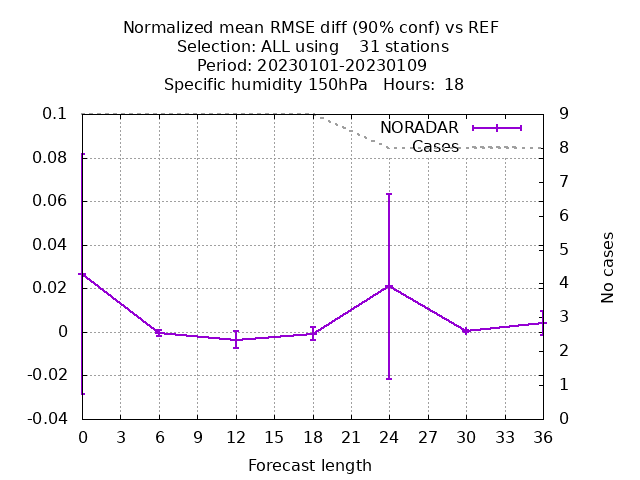 Normalized mean RMSE diff (90% conf) vs REF
Selection: ALL using    31 stations
Period: 20230101-20230109
Specific humidity 150hPa   Hours:  18
NORADAR
Cases
0.1
0.08
0.06
0.04
0.02
0
-0.02
-0.04
9
8
7
6
5
4
3
2
1
0
No cases
0 3 6 9 12 15 18 21 24 27 30 33 36
Forecast length